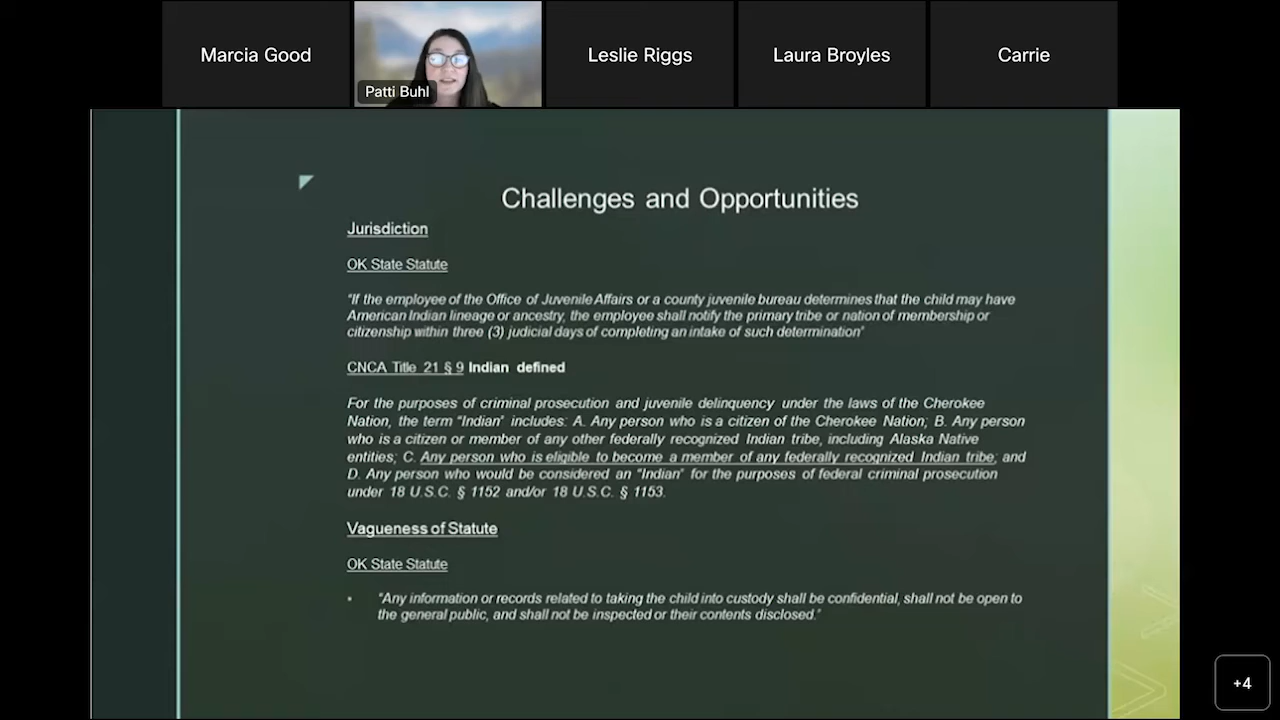 Marcia Good
Patti Buhl
Leslie Riggs
Laura Broyles
Carrie
Challenges and Opportunities
Jurisdiction
OK State Statute
"If the employee of the Office of Juvenile Affairs or a county juvenile bureau determines that the child may have
American Indian lineage or ancestry, the employee shall notify the primary tribe or nation of membership or
citizenship within three (3) judicial days of completing an intake of such determination"
CNCA Title 21 § 9 Indian defined
For the purposes of criminal prosecution and juvenile delinquency under the laws of the Cherokee
Nation, the term "Indian" includes: A. Any person who is a citizen of the Cherokee Nation; B. Any person
who is a citizen or member of any other federally recognized Indian tribe, including Alaska Native
entities; C. Any person who is eligible to become a member of any federally recognized Indian tribe; and
D. Any person who would be considered an "Indian" for the purposes of federal criminal prosecution
under 18 U.S.C. § 1152 and/or 18 U.S.C. § 1153.
Vagueness of Statute
OK State Statute
▪ "Any information or records related to taking the child into custody shall be confidential, shall not be open to
the general public, and shall not be inspected or their contents disclosed."
+4